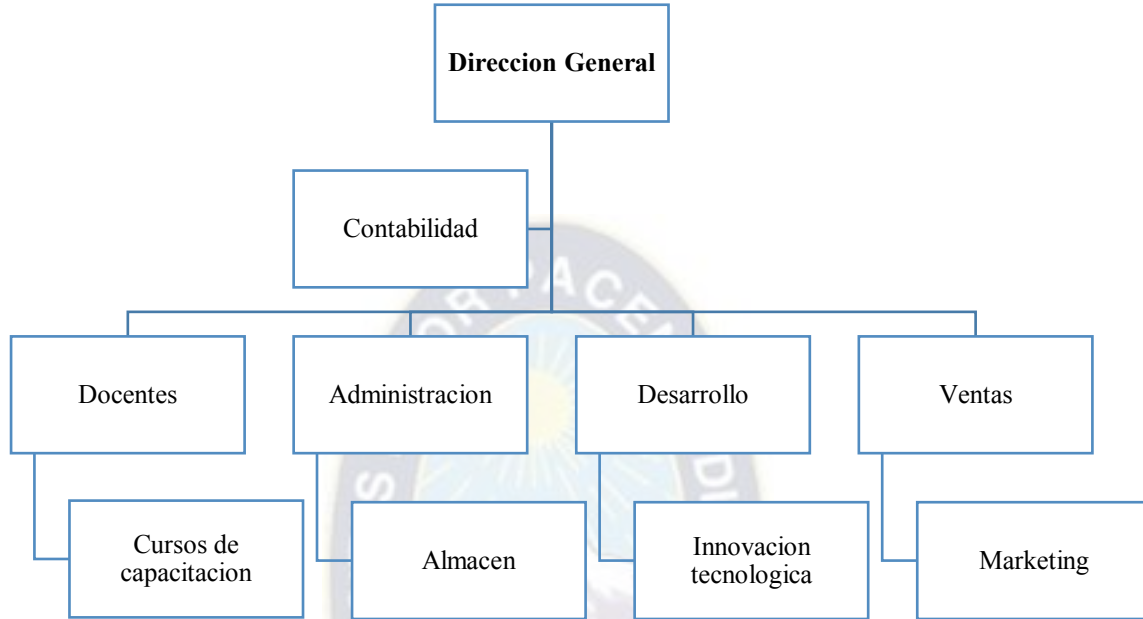 Direccion General
Contabilidad
Docentes
Administracion
Desarrollo
Ventas
Cursos de
capacitacion
Almacen
Innovacion
tecnologica
Marketing